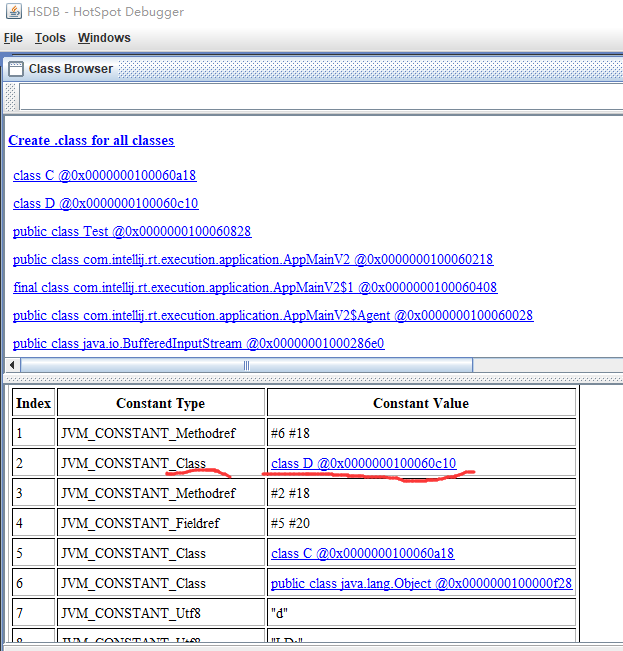 HSDB - HotSpot Debugger
File Tools Windows
Class Browser
Create .class for all classes
class C @0x0000000100060a18
class D @0x0000000100060c10
public class Test @0x0000000100060828
public class com.intellij.rt.execution.application.AppMainV2 @0x0000000100060218
final class com.intellij.rt.execution.application.AppMainV2$1 @0x0000000100060408
public class com.intellij.rt.execution.application.AppMainV2$Agent @0x0000000100060028
public class java.io.BufferedInputStream @0x00000001000286e0
Index Constant Type Constant Value
1 JVM_CONSTANT_Methodref #6 #18
2 JVM_CONSTANT_Class class D @0x0000000100060c10
3 JVM_CONSTANT_Methodref #2 #18
4 JVM_CONSTANT_Fieldref #5 #20
5 JVM_CONSTANT_Class class C @0x0000000100060a18
6 JVM_CONSTANT_Class public class java.lang.Object @0x0000000100000f28
7 JVM_CONSTANT_Utf8 "d"
8 JVM_CONSTANT_Utf8 "LD;"